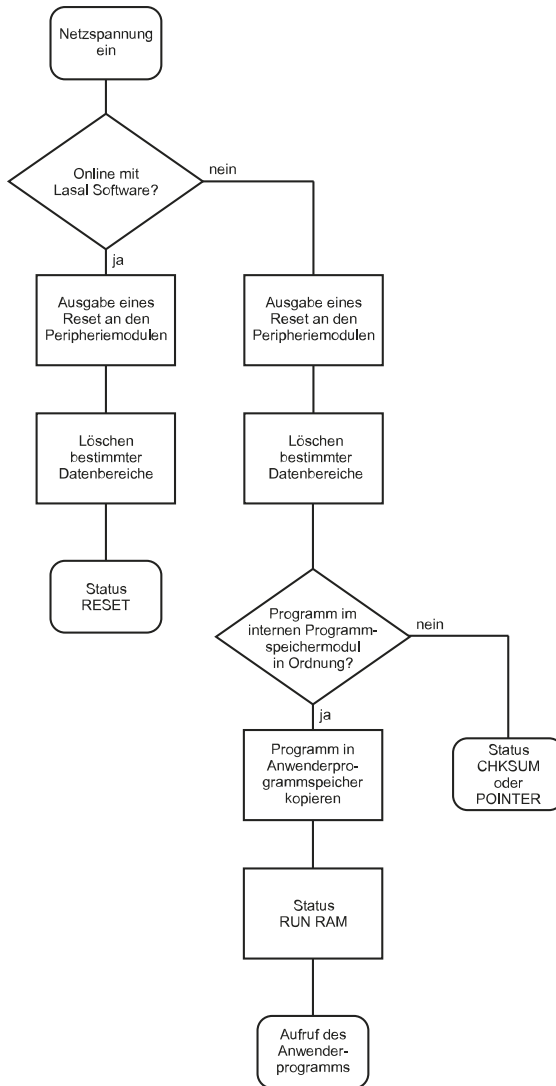 Netzspannung
ein
Online mit
Lasal Software?
nein
ja
Ausgabe eines
Reset an den
Peripheriemodulen
Ausgabe eines
Reset an den
Peripheriemodulen
Löschen
bestimmter
Datenbereiche
Löschen
bestimmter
Datenbereiche
Status
RESET
Programm im
internen Programm-
speichermodul
in Ordnung?
nein
ja
Programm in
Anwenderpro-
grammspeicher
kopieren
Status
CHKSUM
oder
POINTER
Status
RUN RAM
Aufruf des
Anwender-
programms